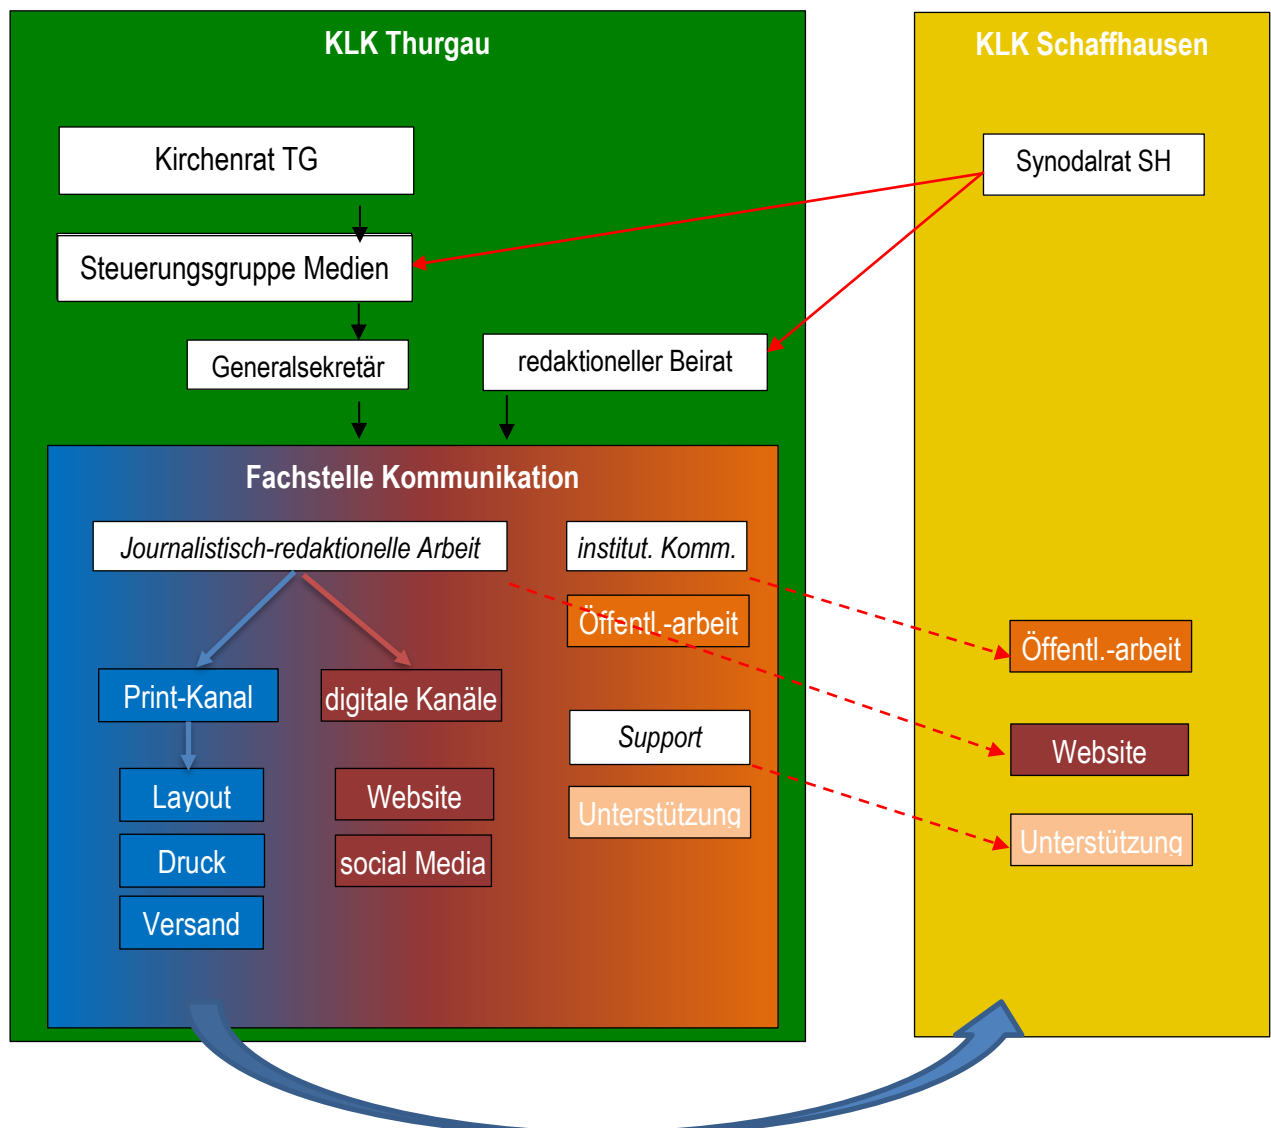 KLK Thurgau
Kirchenrat TG
Steuerungsgruppe Medien
Generalsekretär
redaktioneller Beirat
Fachstelle Kommunikation
Journalistisch-redaktionelle Arbeit
institut. Komm.
Öffentl.-arbeit
Print-Kanal
digitale Kanäle
Support
Layout
Website
Unterstützung
Druck
social Media
Versand
KLK Schaffhausen
Synodalrat SH
Öffentl.-arbeit
Website
Unterstützung